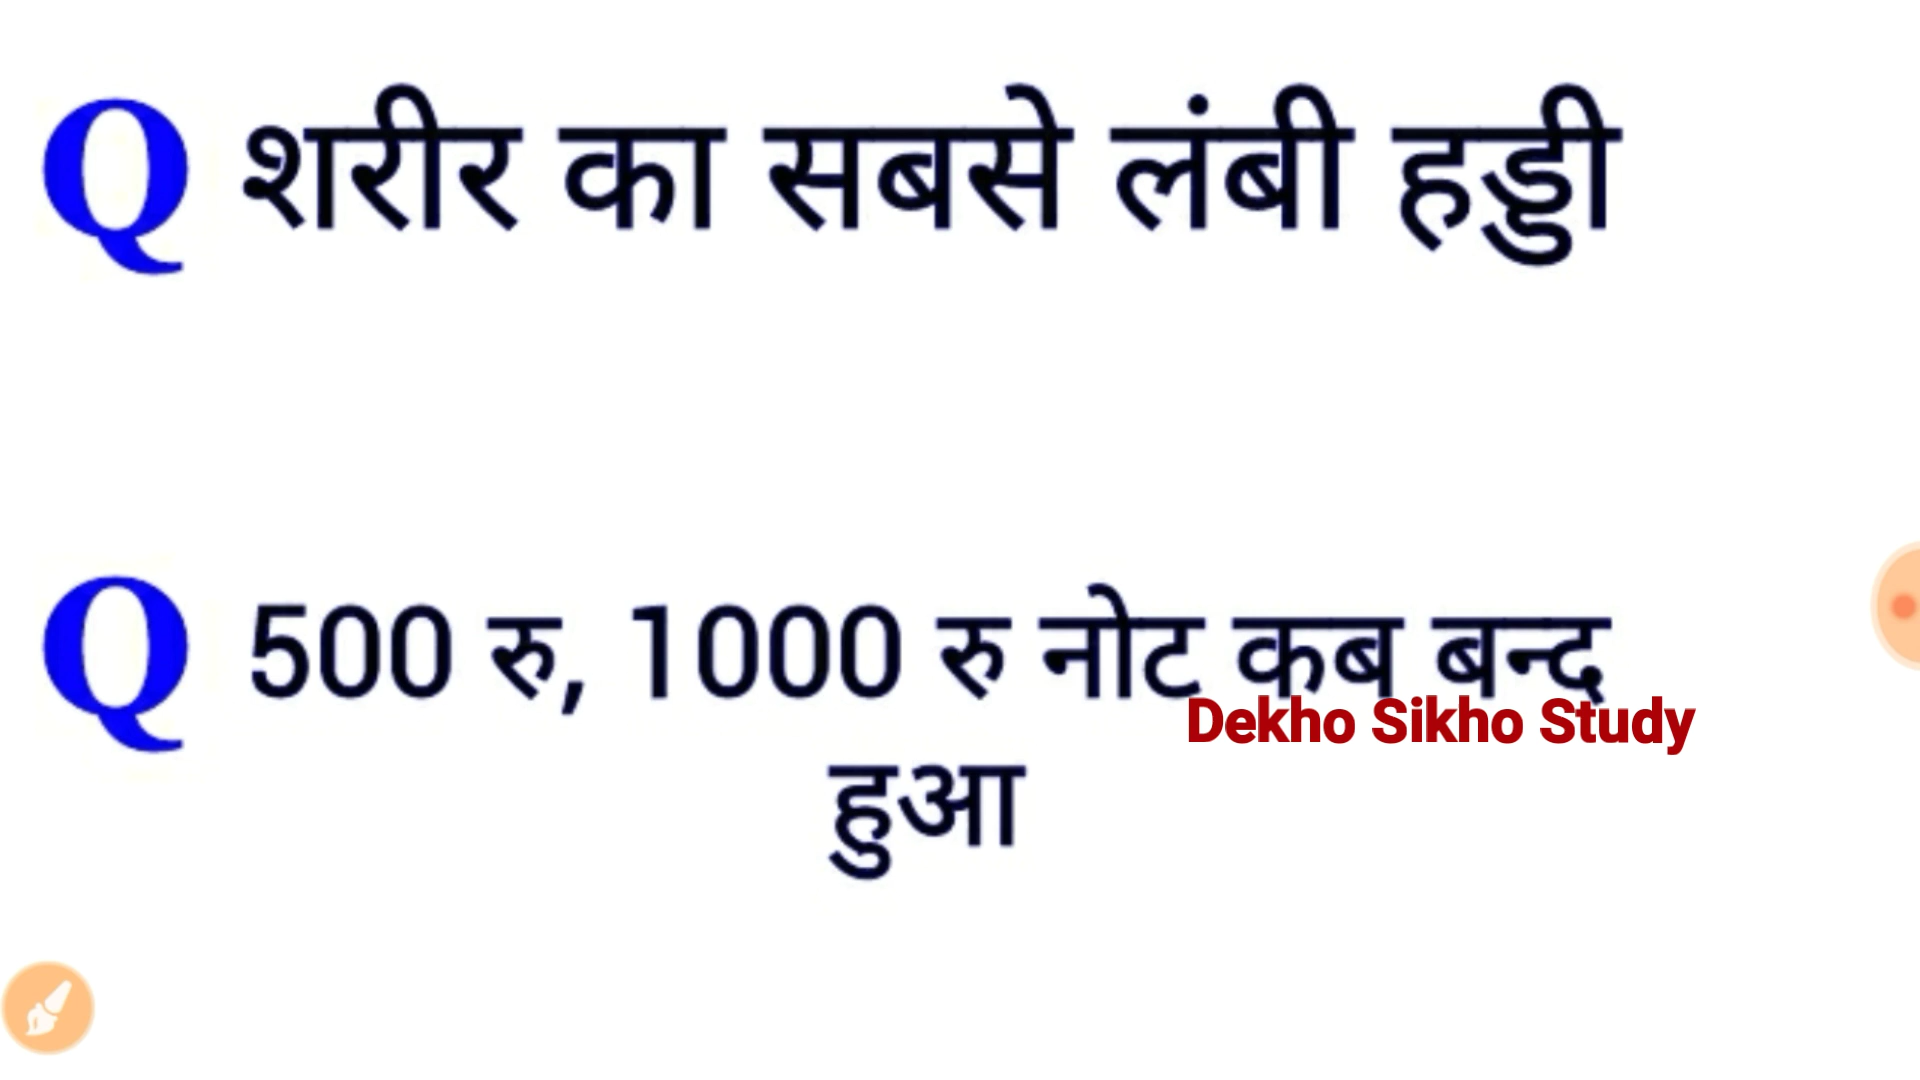 Q शरीर का सबसे लंबी हड्डी
Q 500 रु, 1000 रु नोट कब बन्द
Dekho Sikho Study
हुआ